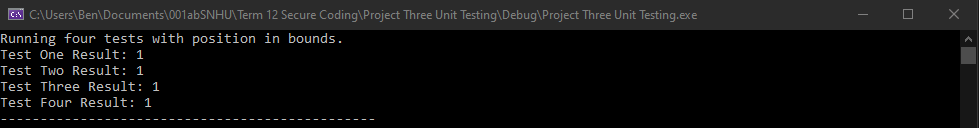 C:\Users\Ben\Documents\001abSNHU\Term 12 Secure Coding\Project Three Unit Testing\Debug\Project Three Unit Testing.exe
Running four tests with position in bounds.
Test One Result: 1
Test Two Result: 1
Test Three Result: 1
Test Four Result: 1
-----------------------------------------------